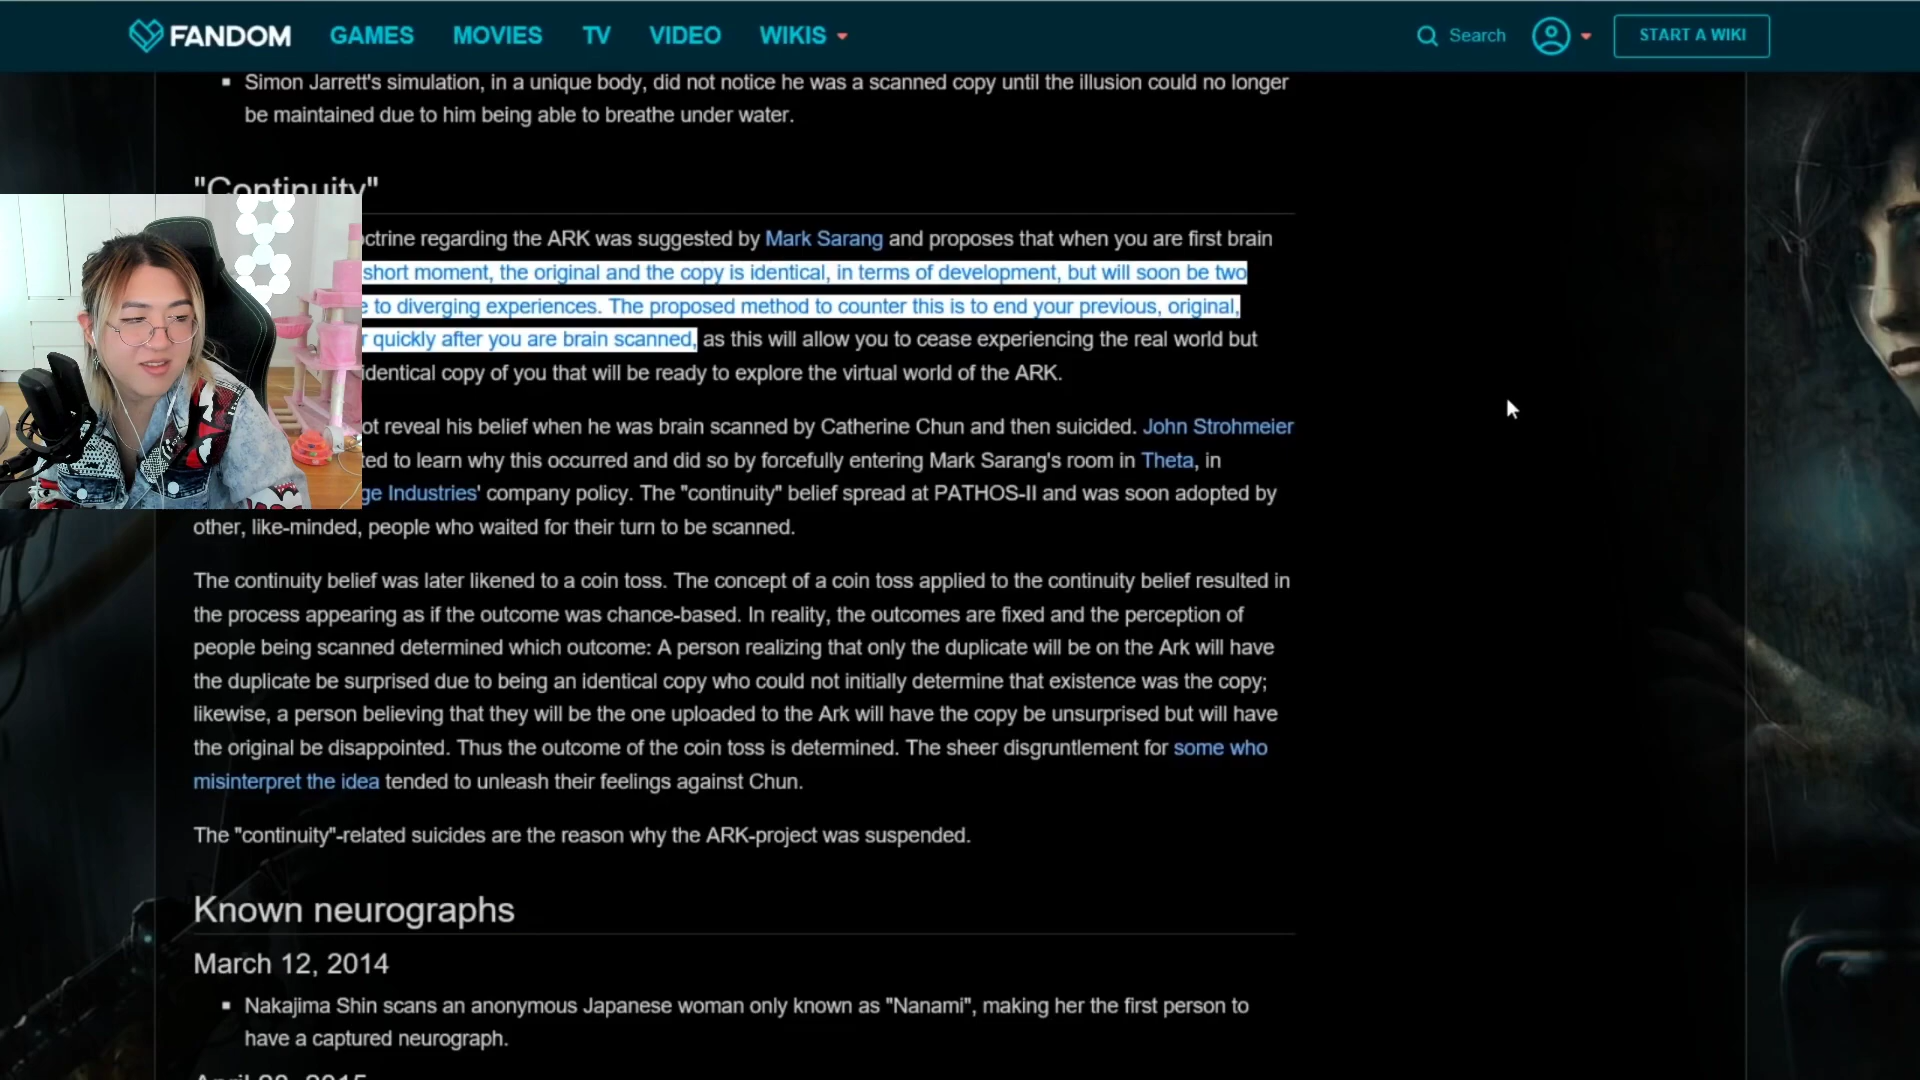 FANDOM GAMES MOVIES TV VIDEO WIKIS Search START A WIKI
▪ Simon Jarrett's simulation, in a unique body, did not notice he was a scanned copy until the illusion could no longer
be maintained due to him being able to breathe under water.
"Continuity"
regarding the ARK was suggested by Mark Sarang and proposes that when you are first brain
short moment, the original and the copy is identical, in terms of development, but will soon be two
to diverging experiences. The proposed method to counter this is to end your previous, original,
quickly after you are brain scanned, as this will allow you to cease experiencing the real world but
identical copy of you that will be ready to explore the virtual world of the ARK.
reveal his belief when he was brain scanned by Catherine Chun and then suicided. John Strohmeier
to learn why this occurred and did so by forcefully entering Mark Sarang's room in Theta, in
Industries' company policy. The "continuity" belief spread at PATHOS-II and was soon adopted by
other, like-minded, people who waited for their turn to be scanned.
The continuity belief was later likened to a coin toss. The concept of a coin toss applied to the continuity belief resulted in
the process appearing as if the outcome was chance-based. In reality, the outcomes are fixed and the perception of
people being scanned determined which outcome: A person realizing that only the duplicate will be on the Ark will have
the duplicate be surprised due to being an identical copy who could not initially determine that existence was the copy;
likewise, a person believing that they will be the one uploaded to the Ark will have the copy be unsurprised but will have
the original be disappointed. Thus the outcome of the coin toss is determined. The sheer disgruntlement for some who
misinterpret the idea tended to unleash their feelings against Chun.
The "continuity"-related suicides are the reason why the ARK-project was suspended.
Known neurographs
March 12, 2014
▪ Nakajima Shin scans an anonymous Japanese woman only known as "Nanami", making her the first person to
have a captured neurograph.